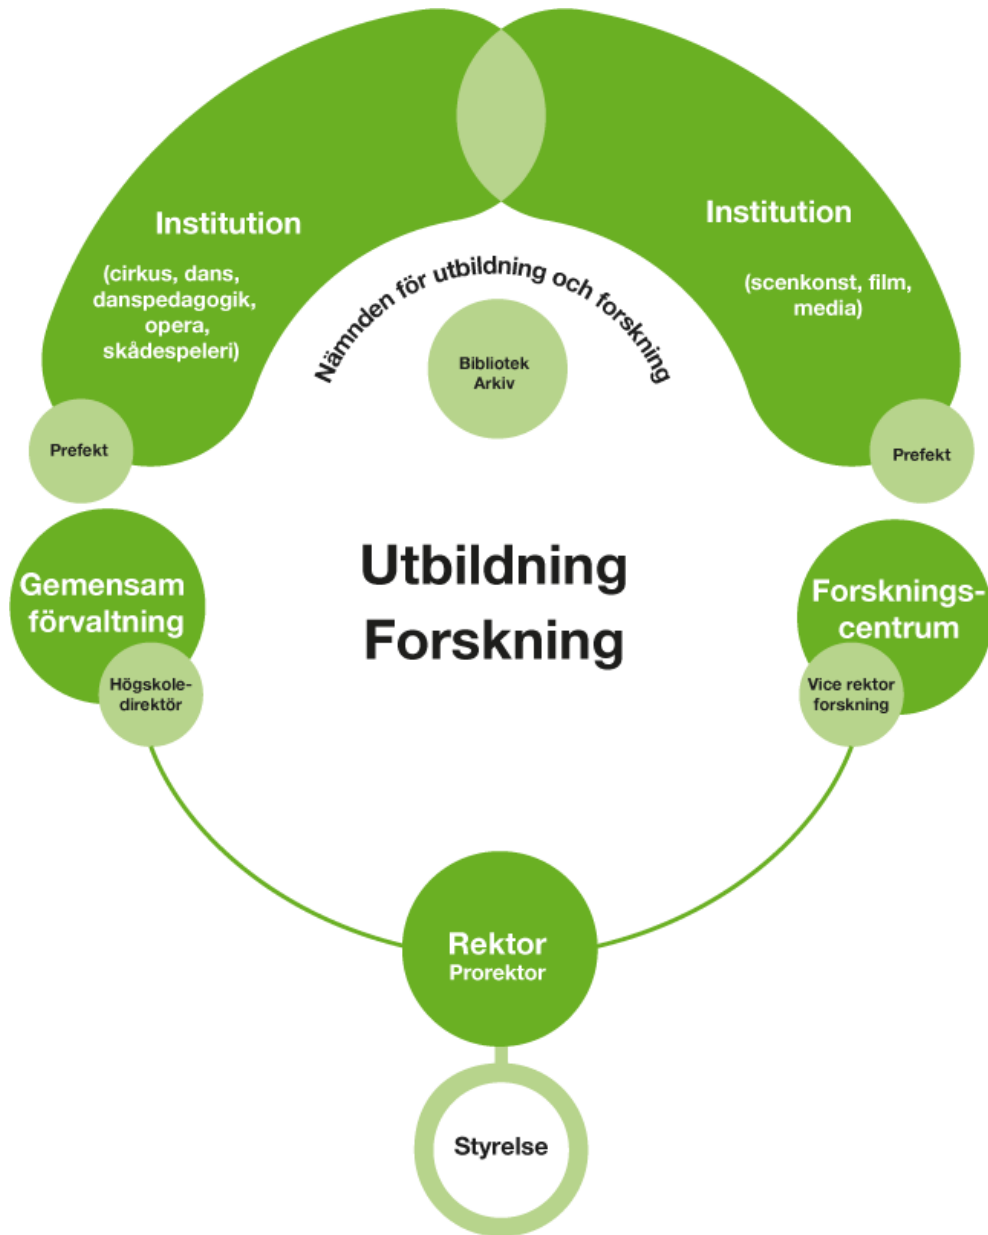 Institution
(cirkus, dans,
danspedagogik,
opera,
skådespeleri)
Institution
(scenkonst, film,
media)
Nämnden för utbildning och forskning
Bibliotek
Arkiv
Prefekt
Prefekt
Utbildning
Forskning
Gemensam
förvaltning
Högskole-
direktör
Forsknings-
centrum
Vice rektor
forskning
Rektor
Prorektor
Styrelse